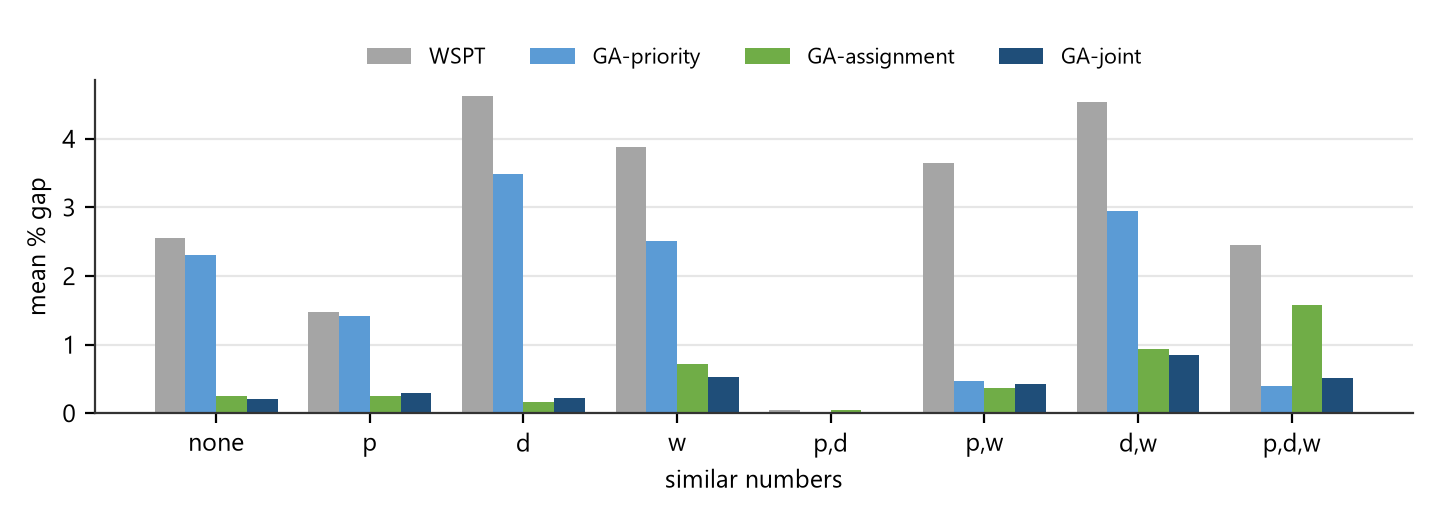 WSPT GA-priority GA-assignment GA-joint
mean % gap
4
3
2
1
0
none p d w p,d p,w d,w p,d,w
similar numbers